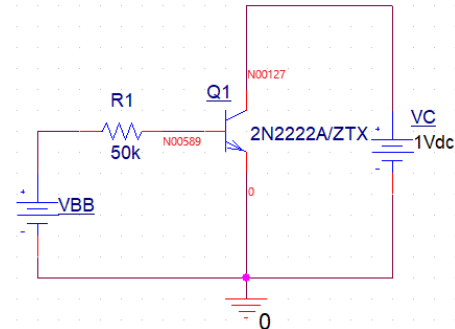 N00127
Q1
R1
N00589
50k
2N2222A/ZTX
VC
+
1Vdc
-
+
VBB
-
0
0